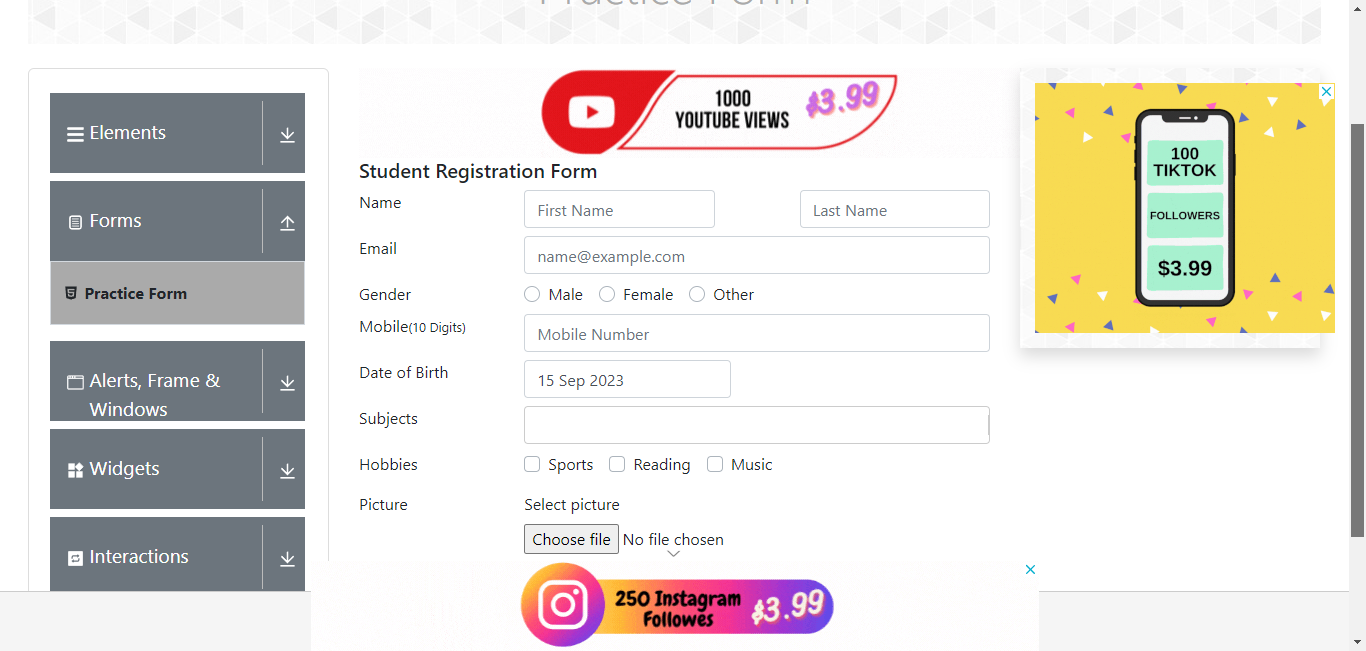 Practice Form
Elements
Forms
Practice Form
Alerts, Frame &
Windows
Widgets
Interactions
1000
YOUTUBE VIEWS
$3.99
Student Registration Form
Name
First Name
Last Name
Email
name@example.com
Gender
Male
Female
Other
Mobile(10 Digits)
Mobile Number
Date of Birth
15 Sep 2023
Subjects
Hobbies
Sports
Reading
Music
Picture
Select picture
Choose file No file chosen
250 Instagram
Followes
$3.99
100
TIKTOK
FOLLOWERS
$3.99